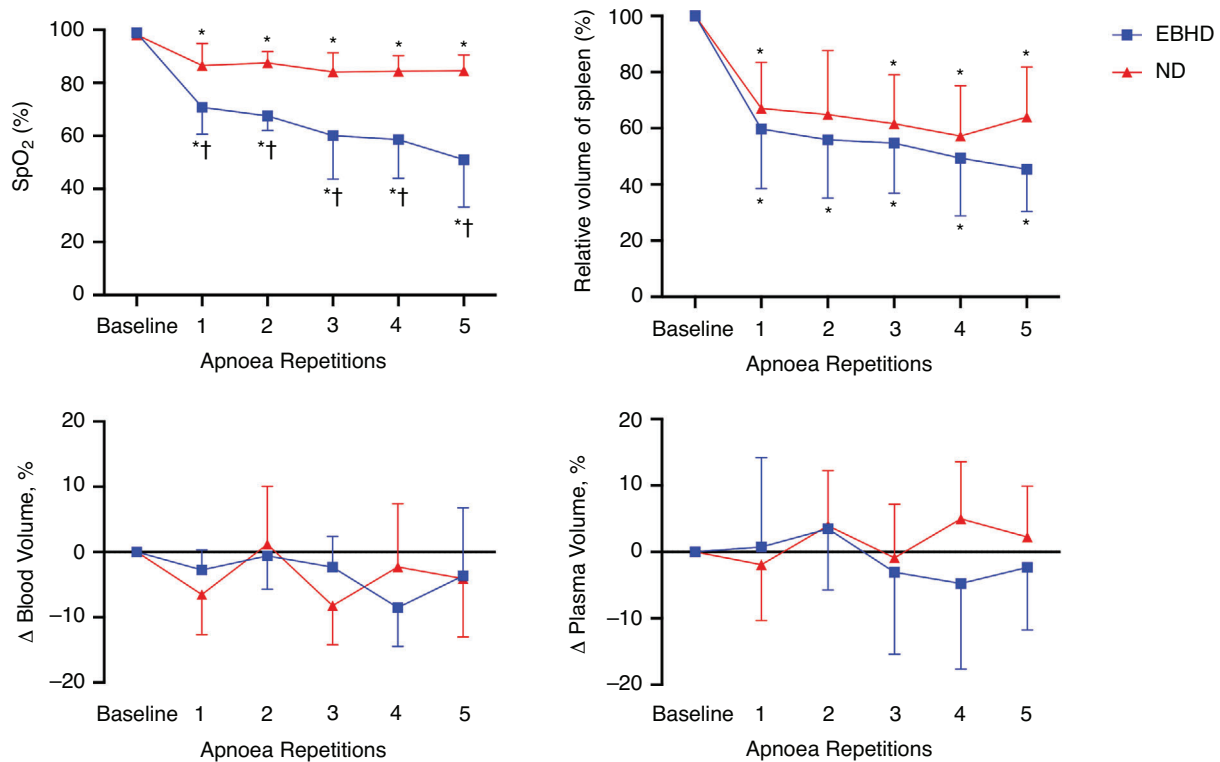 SpO2 (%)
100
80
60
40
20
0
* * * * *
*† *† *† *† *†
Baseline 1 2 3 4 5
Apnoea Repetitions
Relative volume of spleen (%)
100
80
60
40
20
0
* * * *
* * * * *
Baseline 1 2 3 4 5
Apnoea Repetitions
EBHD
ND
Δ Blood Volume, %
20
10
0
–10
–20
Baseline 1 2 3 4 5
Apnoea Repetitions
Δ Plasma Volume, %
20
10
0
–10
–20
Baseline 1 2 3 4 5
Apnoea Repetitions